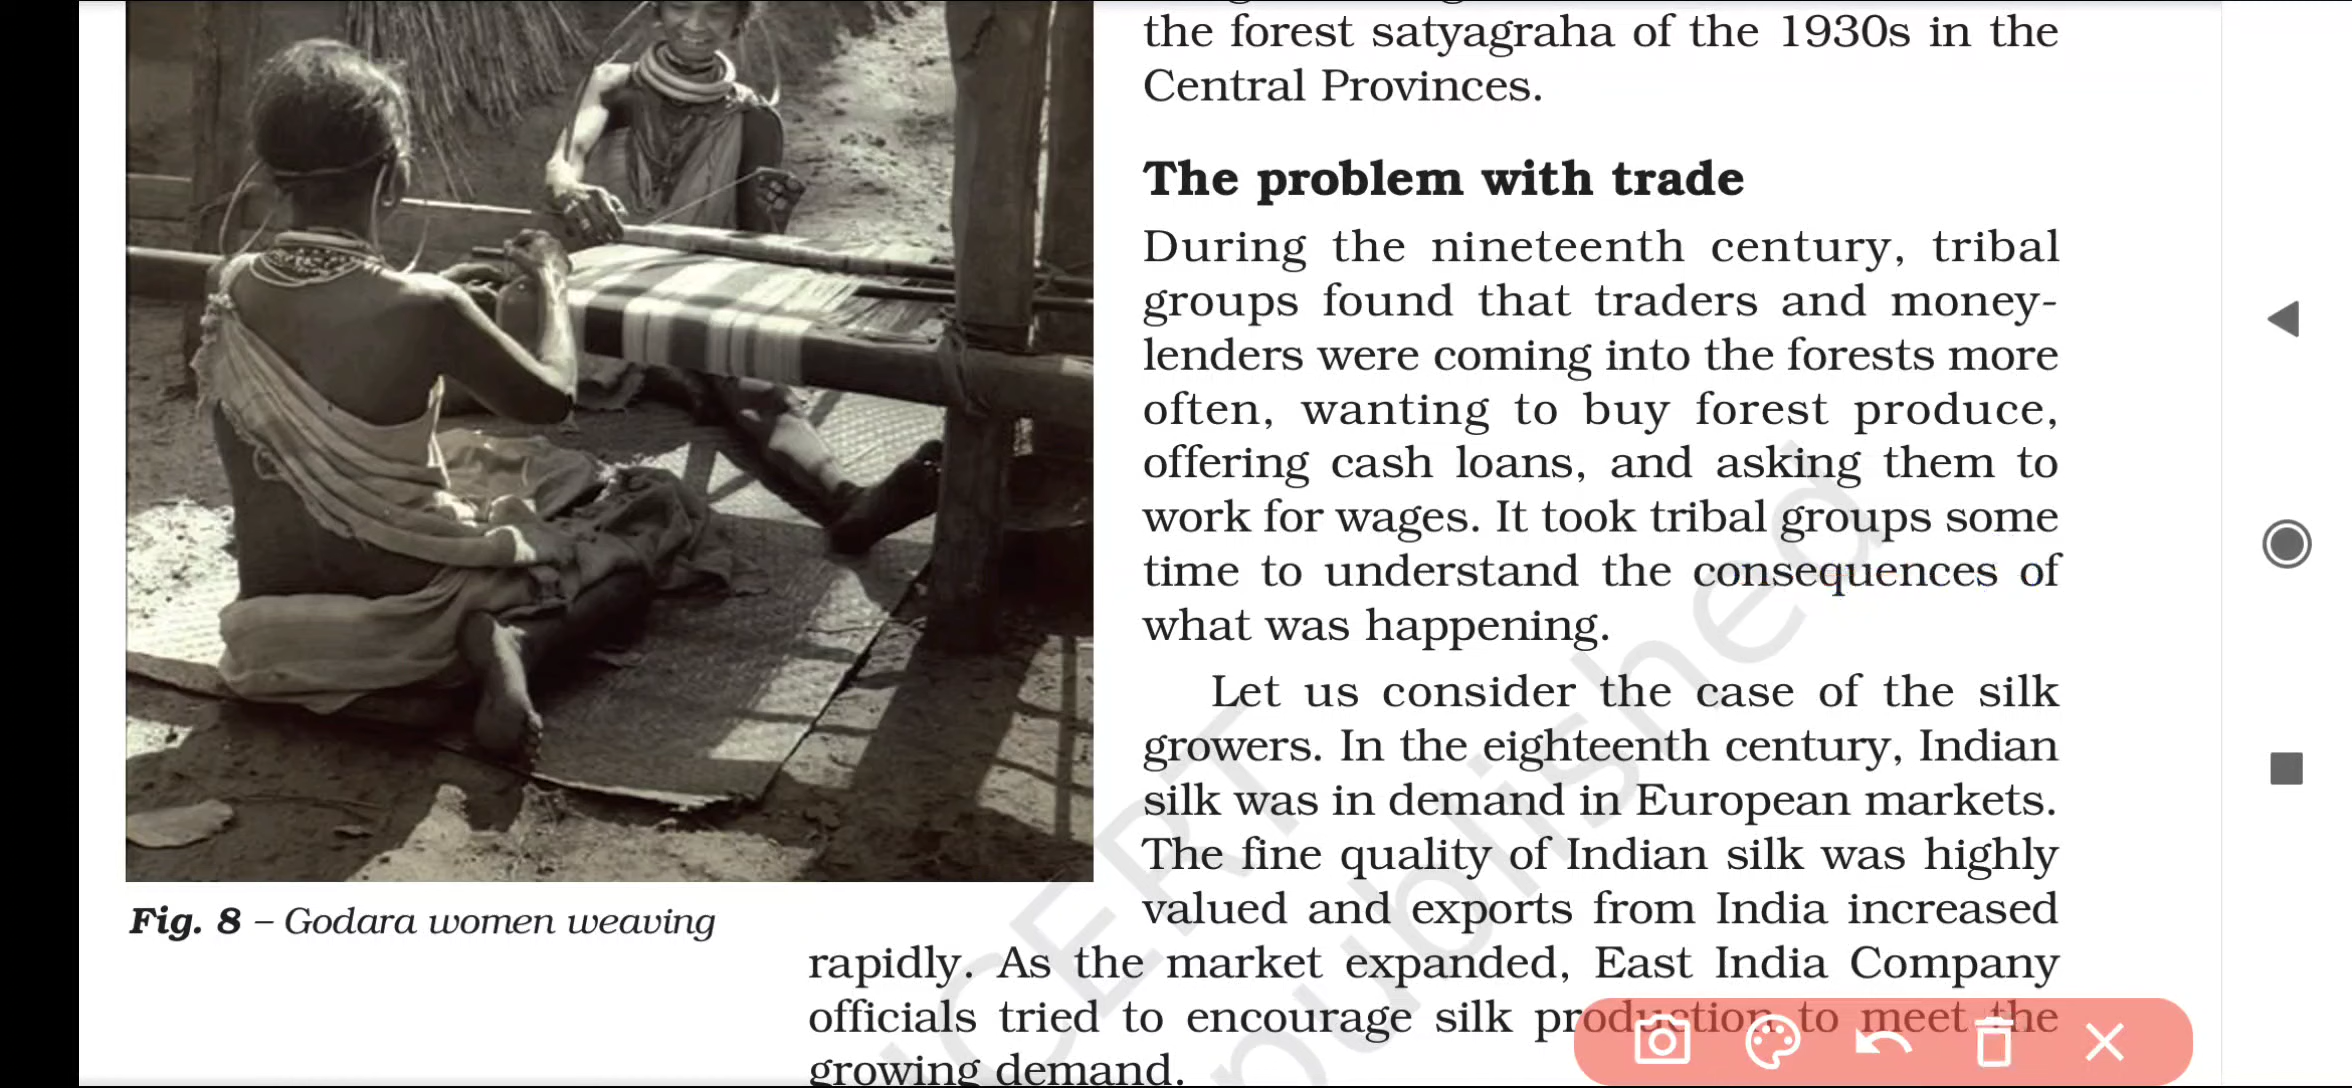 the forest satyagraha of the 1930s in the
Central Provinces.
The problem with trade
During the nineteenth century, tribal
groups found that traders and money-
lenders were coming into the forests more
often, wanting to buy forest produce,
offering cash loans, and asking them to
work for wages. It took tribal groups some
time to understand the consequences of
what was happening.
Let us consider the case of the silk
growers. In the eighteenth century, Indian
silk was in demand in European markets.
The fine quality of Indian silk was highly
valued and exports from India increased
rapidly. As the market expanded, East India Company
officials tried to encourage silk production to meet the
growing demand.
Fig. 8 – Godara women weaving
published